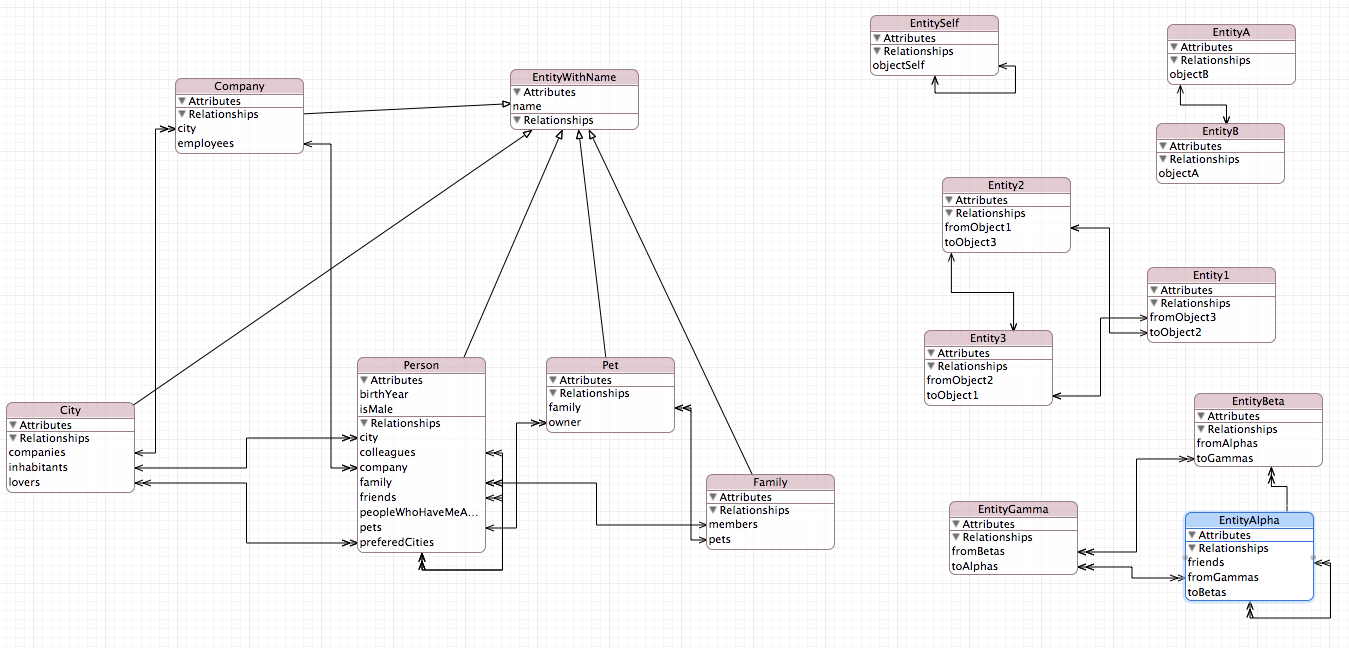 Company
Attributes
Relationships
city
employees
EntityWithName
Attributes
name
Relationships
City
Attributes
Relationships
companies
inhabitants
lovers
Person
Attributes
birthYear
isMale
Relationships
city
colleagues
company
family
friends
peopleWhoHaveMeA...
pets
preferedCities
Pet
Attributes
Relationships
family
owner
Family
Attributes
Relationships
members
pets
EntitySelf
Attributes
Relationships
objectSelf
EntityA
Attributes
Relationships
objectB
EntityB
Attributes
Relationships
objectA
Entity2
Attributes
Relationships
fromObject1
toObject3
Entity1
Attributes
Relationships
fromObject3
toObject2
Entity3
Attributes
Relationships
fromObject2
toObject1
EntityBeta
Attributes
Relationships
fromAlphas
toGammas
EntityGamma
Attributes
Relationships
fromBetas
toAlphas
EntityAlpha
Attributes
Relationships
friends
fromGammas
toBetas